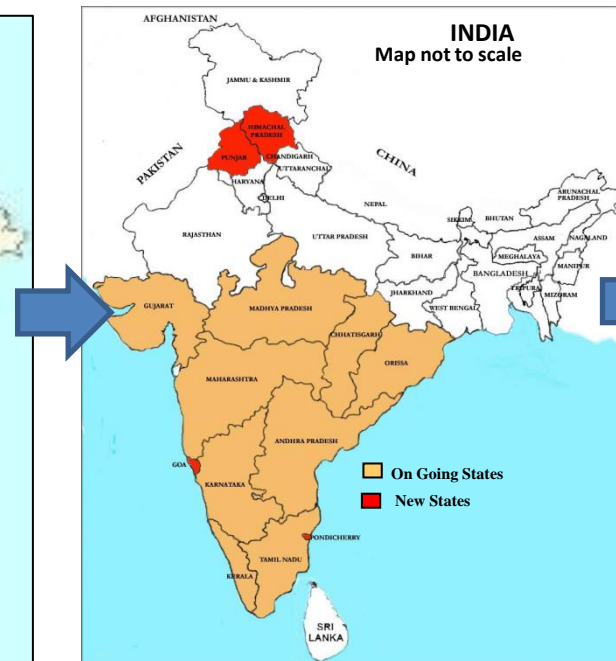 AFGHANISTAN
INDIA
Map not to scale
JAMMU & KASHMIR
HIMACHAL
PRADESH
PUNJAB
CHANDIGARH
UTTARANCHAL
PAKISTAN
CHINA
HARYANA
DELHI
ARUNACHAL
PRADESH
NEPAL
SIKKIM
BHUTAN
RAJASTHAN
UTTAR PRADESH
ASSAM
NAGALAND
BIHAR
MEGHALAYA
MANIPUR
BANGLADESH
TRIPURA
MIZORAM
JHARKHAND
WEST BENGAL
GUJARAT
MADHYA PRADESH
CHHATISGARH
ORISSA
MAHARASHTRA
ANDHRA PRADESH
GOA
KARNATAKA
On Going States
New States
PONDICHERRY
TAMIL NADU
KERALA
SRI
LANKA